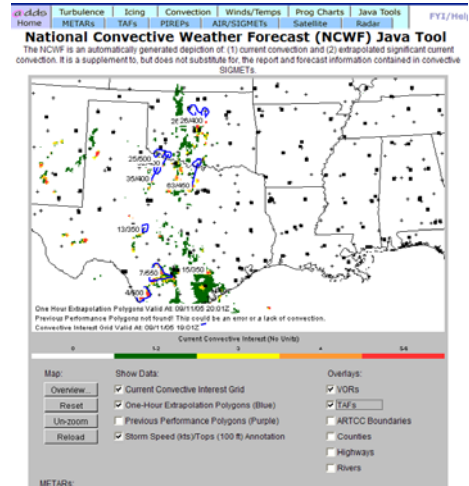 adds Turbulence Icing Convection Winds/Temps Prog Charts Java Tools
Home METARs TAFs PIREPs AIR/SIGMETs Satellite Radar
FYI/Help
National Convective Weather Forecast (NCWF) Java Tool
The NCWF is an automatically generated depiction of: (1) current convection and (2) extrapolated significant current
convection. It is a supplement to, but does not substitute for, the report and forecast information contained in convective
SIGMETs.
26/400
25/500
35/400
63/450
13/350
7/550
15/350
One Hour Extrapolation Polygons Valid At: 09/11/05 20:01Z
Previous Performance Polygons not found! This could be an error or a lack of convection.
Convective Interest Grid Valid At: 09/11/05 19:01Z
Current Convective Interest (No Units)
0 1-2 3 4 5-6
Map: Show Data: Overlays:
Overview... Current Convective Interest Grid VORs
Reset One-Hour Extrapolation Polygons (Blue) TAFs
Un-zoom Previous Performance Polygons (Purple) ARTCC Boundaries
Reload Storm Speed (kts)/Tops (100 ft) Annotation Counties
Highways
Rivers
METARs: